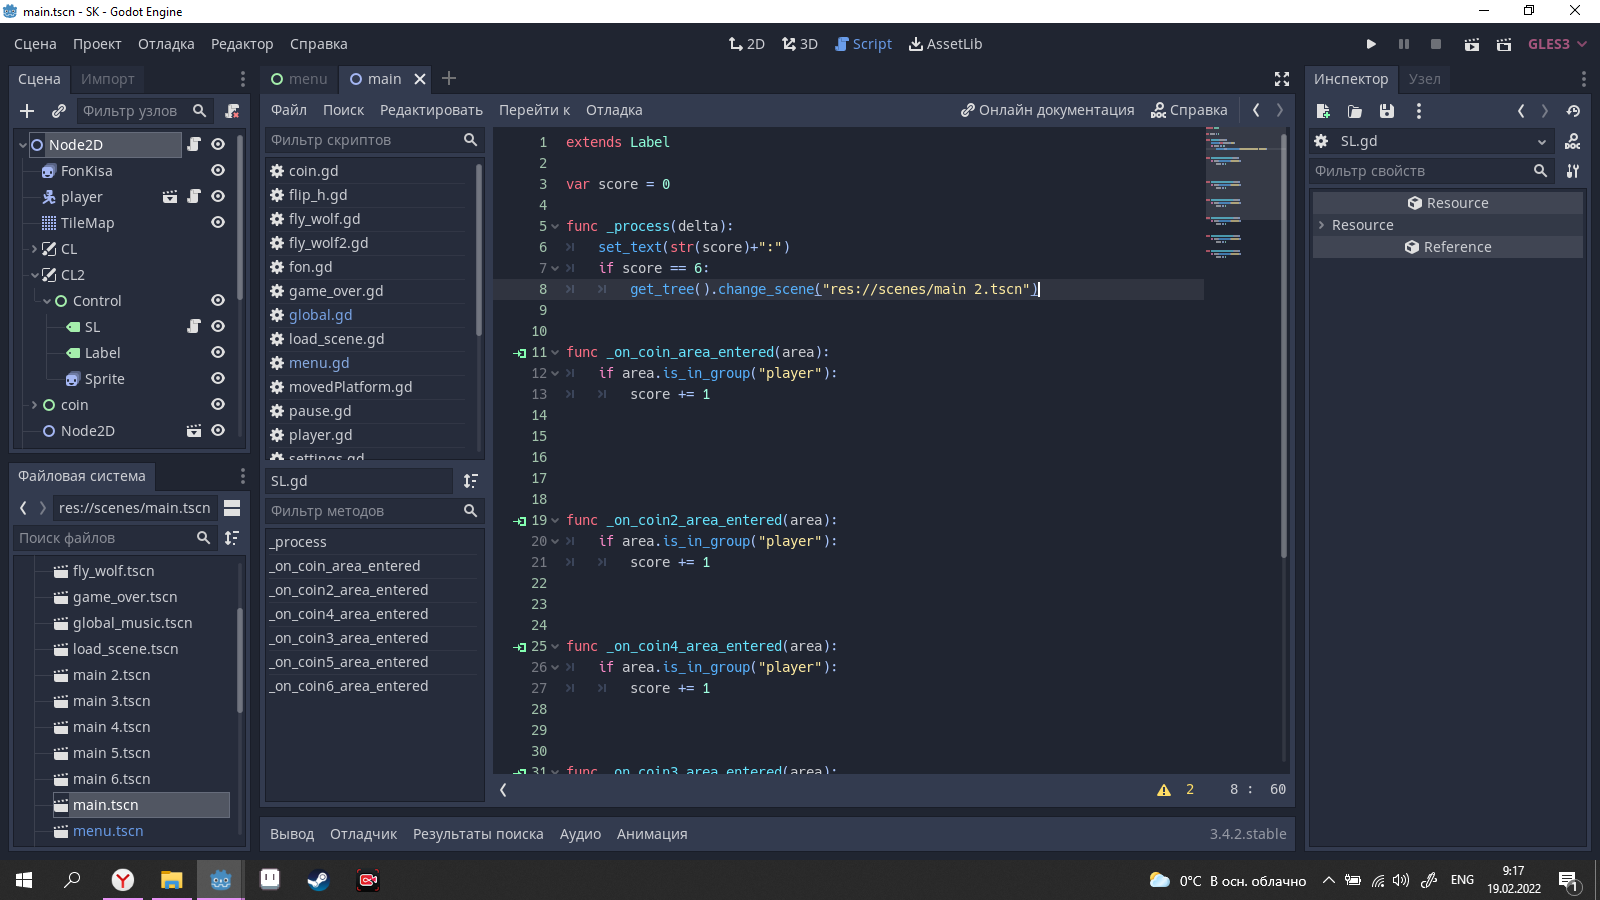 main.tscn - SK - Godot Engine
Сцена Проект Отладка Редактор Справка
2D 3D Script AssetLib
GLES3
Сцена Импорт
Фильтр узлов
Node2D
FonKisa
player
TileMap
CL
CL2
Control
SL
Label
Sprite
coin
Node2D
Файловая система
res://scenes/main.tscn
Поиск файлов
fly_wolf.tscn
game_over.tscn
global_music.tscn
load_scene.tscn
main 2.tscn
main 3.tscn
main 4.tscn
main 5.tscn
main 6.tscn
main.tscn
menu.tscn
menu main
Файл Поиск Редактировать Перейти к Отладка
Онлайн документация Справка
Фильтр скриптов
coin.gd
flip_h.gd
fly_wolf.gd
fly_wolf2.gd
fon.gd
game_over.gd
global.gd
load_scene.gd
menu.gd
movedPlatform.gd
pause.gd
player.gd
settings.gd
SL.gd
Фильтр методов
_process
_on_coin_area_entered
_on_coin2_area_entered
_on_coin4_area_entered
_on_coin3_area_entered
_on_coin5_area_entered
_on_coin6_area_entered
1 extends Label
2
3 var score = 0
4
5 func _process(delta):
6 set_text(str(score)+":")
7 if score == 6:
8 get_tree().change_scene("res://scenes/main 2.tscn")
9
10
11 func _on_coin_area_entered(area):
12 if area.is_in_group("player"):
13 score += 1
14
15
16
17
18
19 func _on_coin2_area_entered(area):
20 if area.is_in_group("player"):
21 score += 1
22
23
24
25 func _on_coin4_area_entered(area):
26 if area.is_in_group("player"):
27 score += 1
28
29
30
31 func _on_coin3_area_entered(area):
2 8 : 60
Вывод Отладчик Результаты поиска Аудио Анимация
3.4.2.stable
Инспектор Узел
SL.gd
Фильтр свойств
Resource
Resource
Reference
0°C В осн. облачно
ENG
9:17
19.02.2022
1